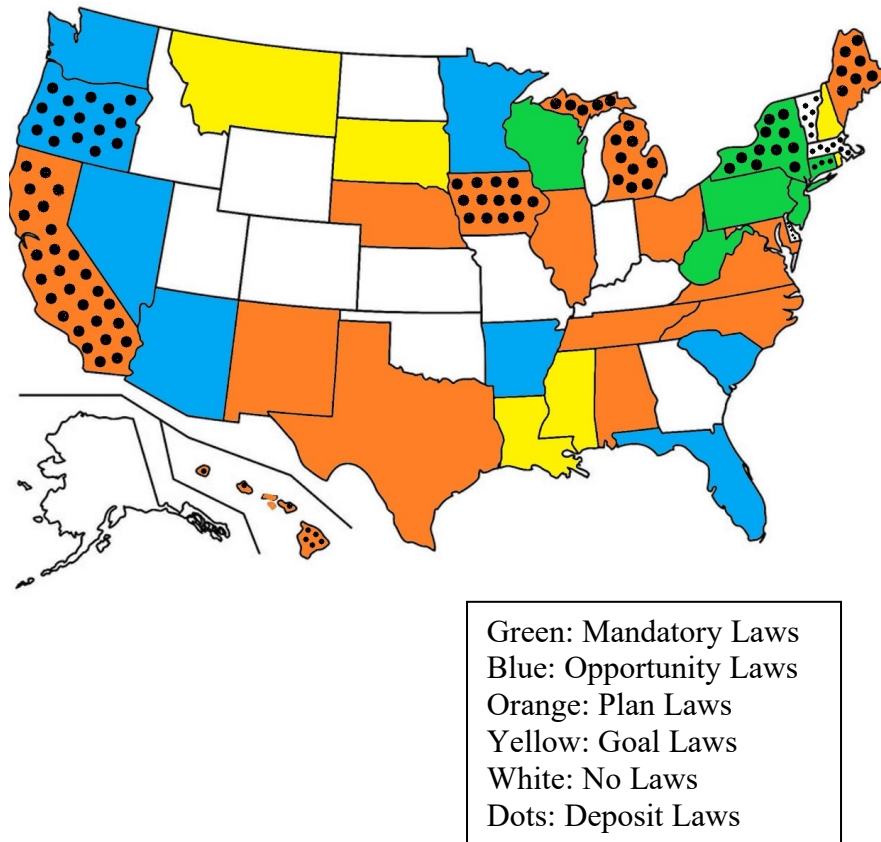 Green: Mandatory Laws
Blue: Opportunity Laws
Orange: Plan Laws
Yellow: Goal Laws
White: No Laws
Dots: Deposit Laws